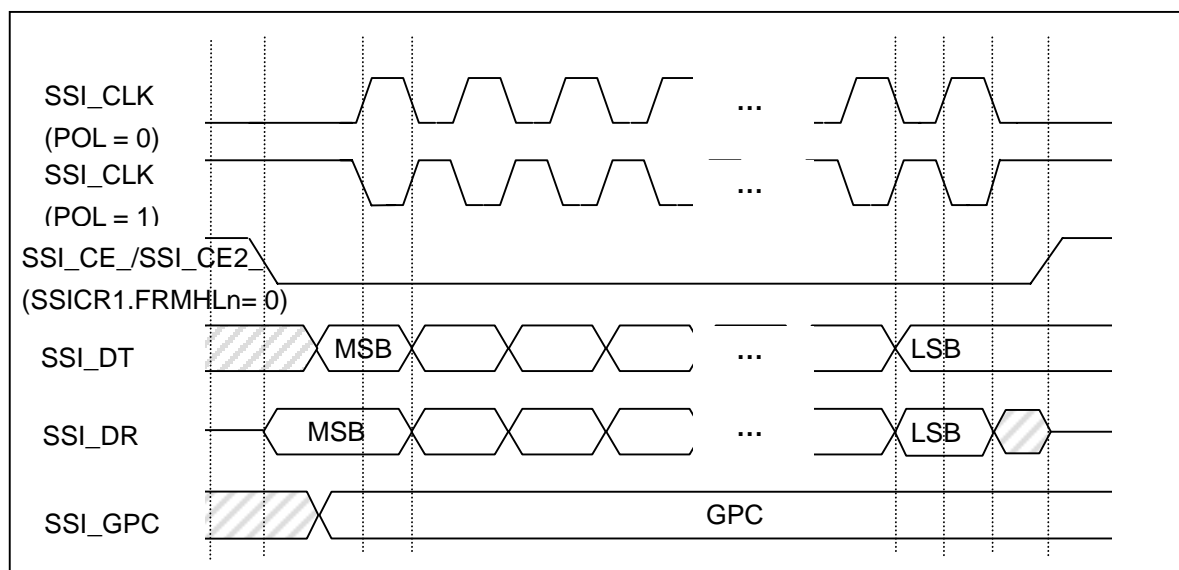 SSI_CLK
(POL = 0)
...
SSI_CLK
(POL = 1)
...
SSI_CE_/SSI_CE2_
(SSICR1.FRMHLn= 0)
SSI_DT MSB ... LSB
SSI_DR MSB ... LSB
SSI_GPC GPC